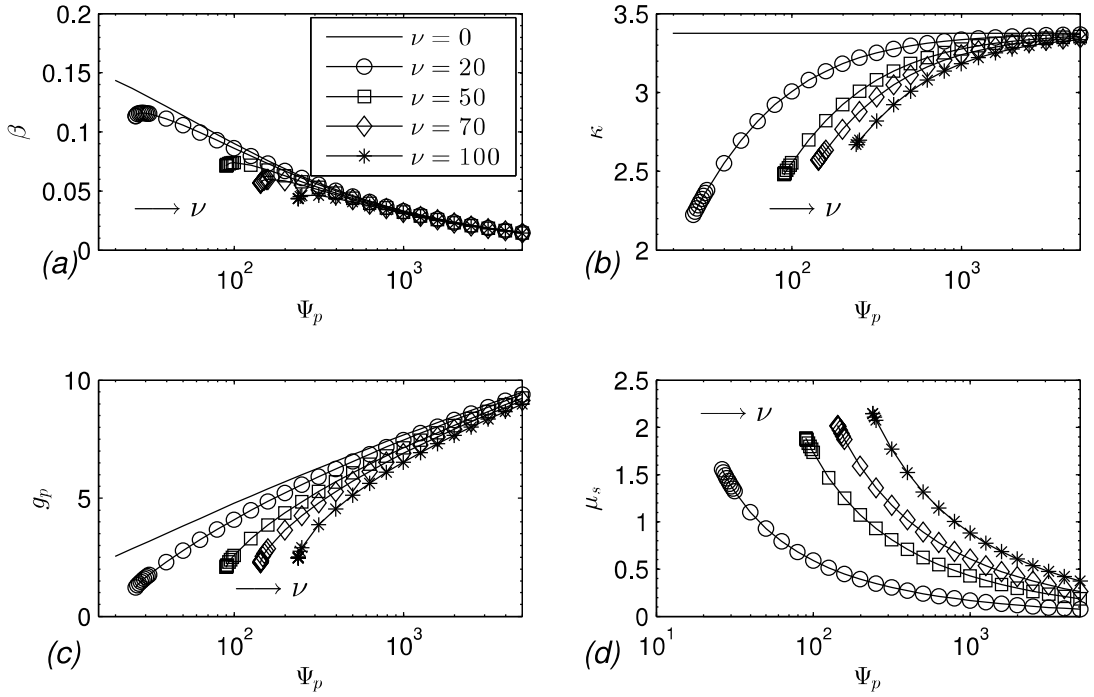 0.2
0.15
0.1
0.05
0
β
ν = 0
ν = 20
ν = 50
ν = 70
ν = 100
ν
10²
10³
(a)
Ψp
3.5
3
2.5
2
κ
ν
10²
10³
(b)
Ψp
10
5
0
gp
ν
10²
10³
(c)
Ψp
2.5
2
1.5
1
0.5
0
μs
ν
10¹
10²
10³
(d)
Ψp